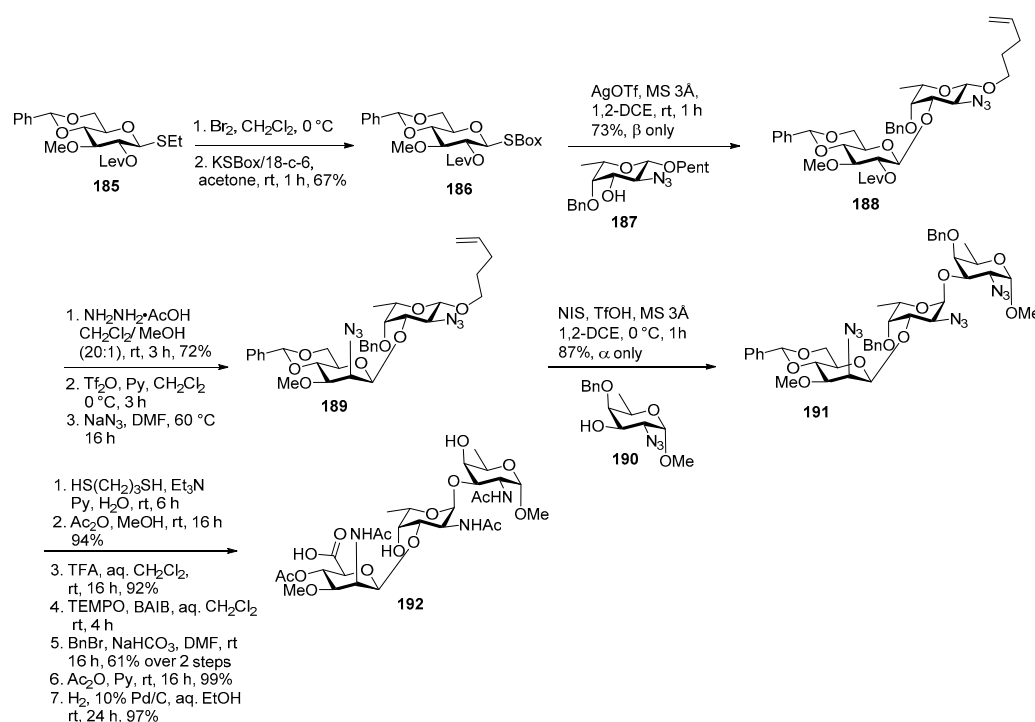 Ph
O
O
O
MeO
LevO
SEt
185
1. Br2, CH2Cl2, 0 °C
2. KSBox/18-c-6,
acetone, rt, 1 h, 67%
Ph
O
O
O
MeO
LevO
SBox
186
AgOTf, MS 3Å,
1,2-DCE, rt, 1 h
73%, β only
O
OPent
N3
OH
BnO
187
O
O
N3
BnO
O
Ph
O
O
O
MeO
LevO
188
1. NH2NH2•AcOH
CH2Cl2/ MeOH
(20:1), rt, 3 h, 72%
2. Tf2O, Py, CH2Cl2
0 °C, 3 h
3. NaN3, DMF, 60 °C
16 h
O
O
N3
N3
O
BnO
Ph
O
O
O
MeO
189
NIS, TfOH, MS 3Å
1,2-DCE, 0 °C, 1h
87%, α only
BnO
O
HO
N3
OMe
190
BnO
O
O
N3
OMe
O
N3
N3
O
BnO
Ph
O
O
O
MeO
191
1. HS(CH2)3SH, Et3N
Py, H2O, rt, 6 h
2. Ac2O, MeOH, rt, 16 h
94%
3. TFA, aq. CH2Cl2,
rt, 16 h, 92%
4. TEMPO, BAIB, aq. CH2Cl2
rt, 4 h
5. BnBr, NaHCO3, DMF, rt
16 h, 61% over 2 steps
6. Ac2O, Py, rt, 16 h, 99%
7. H2, 10% Pd/C, aq. EtOH
rt, 24 h, 97%
HO
O
O
AcHN
OMe
O
NHAc
NHAc
O
HO
O
HO
O
AcO
MeO
192